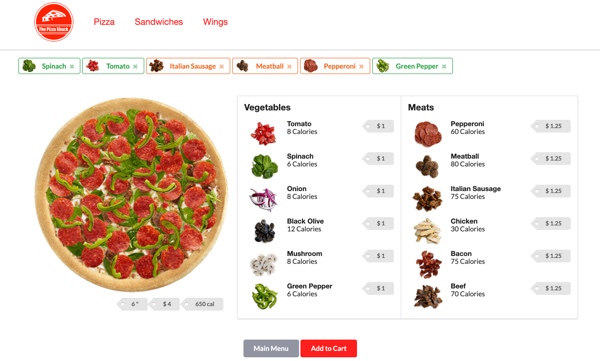 The Pizza Shack
Pizza Sandwiches Wings
Spinach × Tomato × Italian Sausage × Meatball × Pepperoni × Green Pepper ×
Vegetables
Tomato $ 1
8 Calories
Spinach $ 1
6 Calories
Onion $ 1
8 Calories
Black Olive $ 1
12 Calories
Mushroom $ 1
8 Calories
Green Pepper $ 1
6 Calories
Meats
Pepperoni $ 1.25
60 Calories
Meatball $ 1.25
80 Calories
Italian Sausage $ 1.25
75 Calories
Chicken $ 1.25
30 Calories
Bacon $ 1.25
75 Calories
Beef $ 1.25
70 Calories
6 " $ 4 650 cal
Main Menu Add to Cart